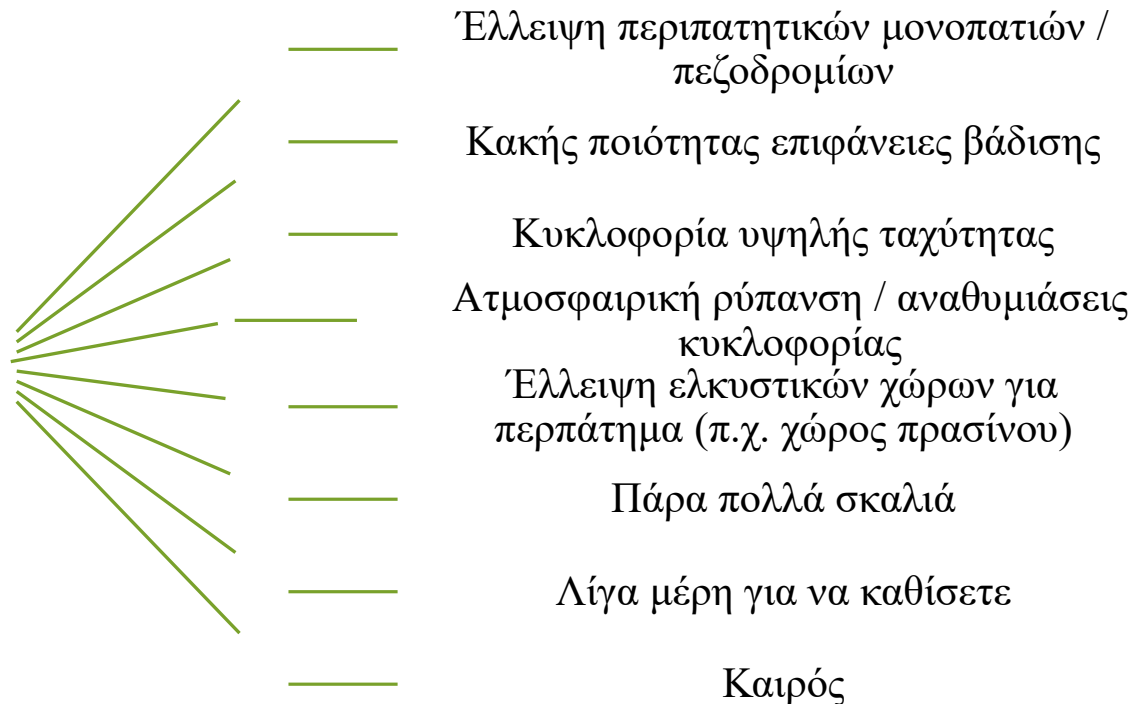 Έλλειψη περιπατητικών μονοπατιών /
πεζοδρομίων
Κακής ποιότητας επιφάνειες βάδισης
Κυκλοφορία υψηλής ταχύτητας
Ατμοσφαιρική ρύπανση / αναθυμιάσεις
κυκλοφορίας
Έλλειψη ελκυστικών χώρων για
περπάτημα (π.χ. χώρος πρασίνου)
Πάρα πολλά σκαλιά
Λίγα μέρη για να καθίσετε
Καιρός